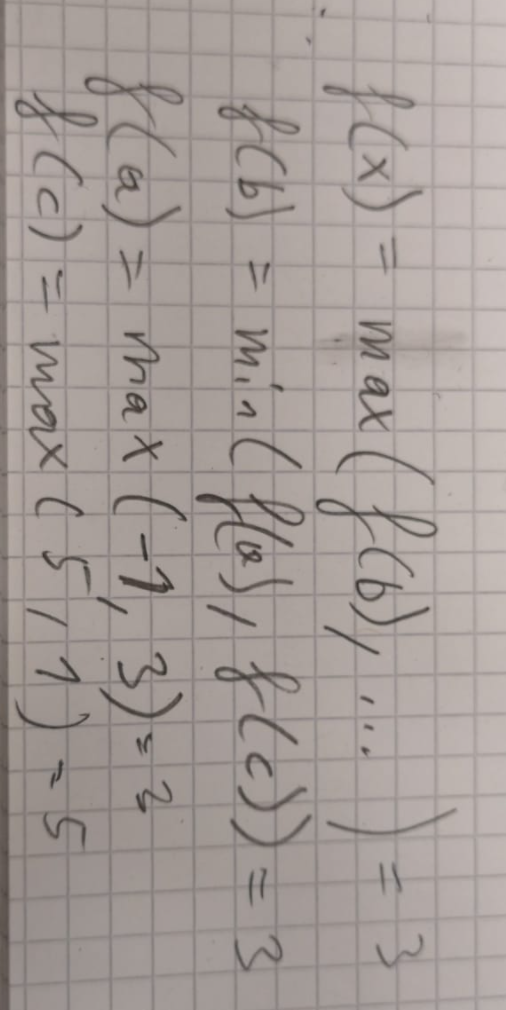 f(x) = max(f(b), ...) = 3
f(b) = min(f(a), f(c)) = 3
f(a) = max(-1, 3) = 3
f(c) = max(5, 1) = 5